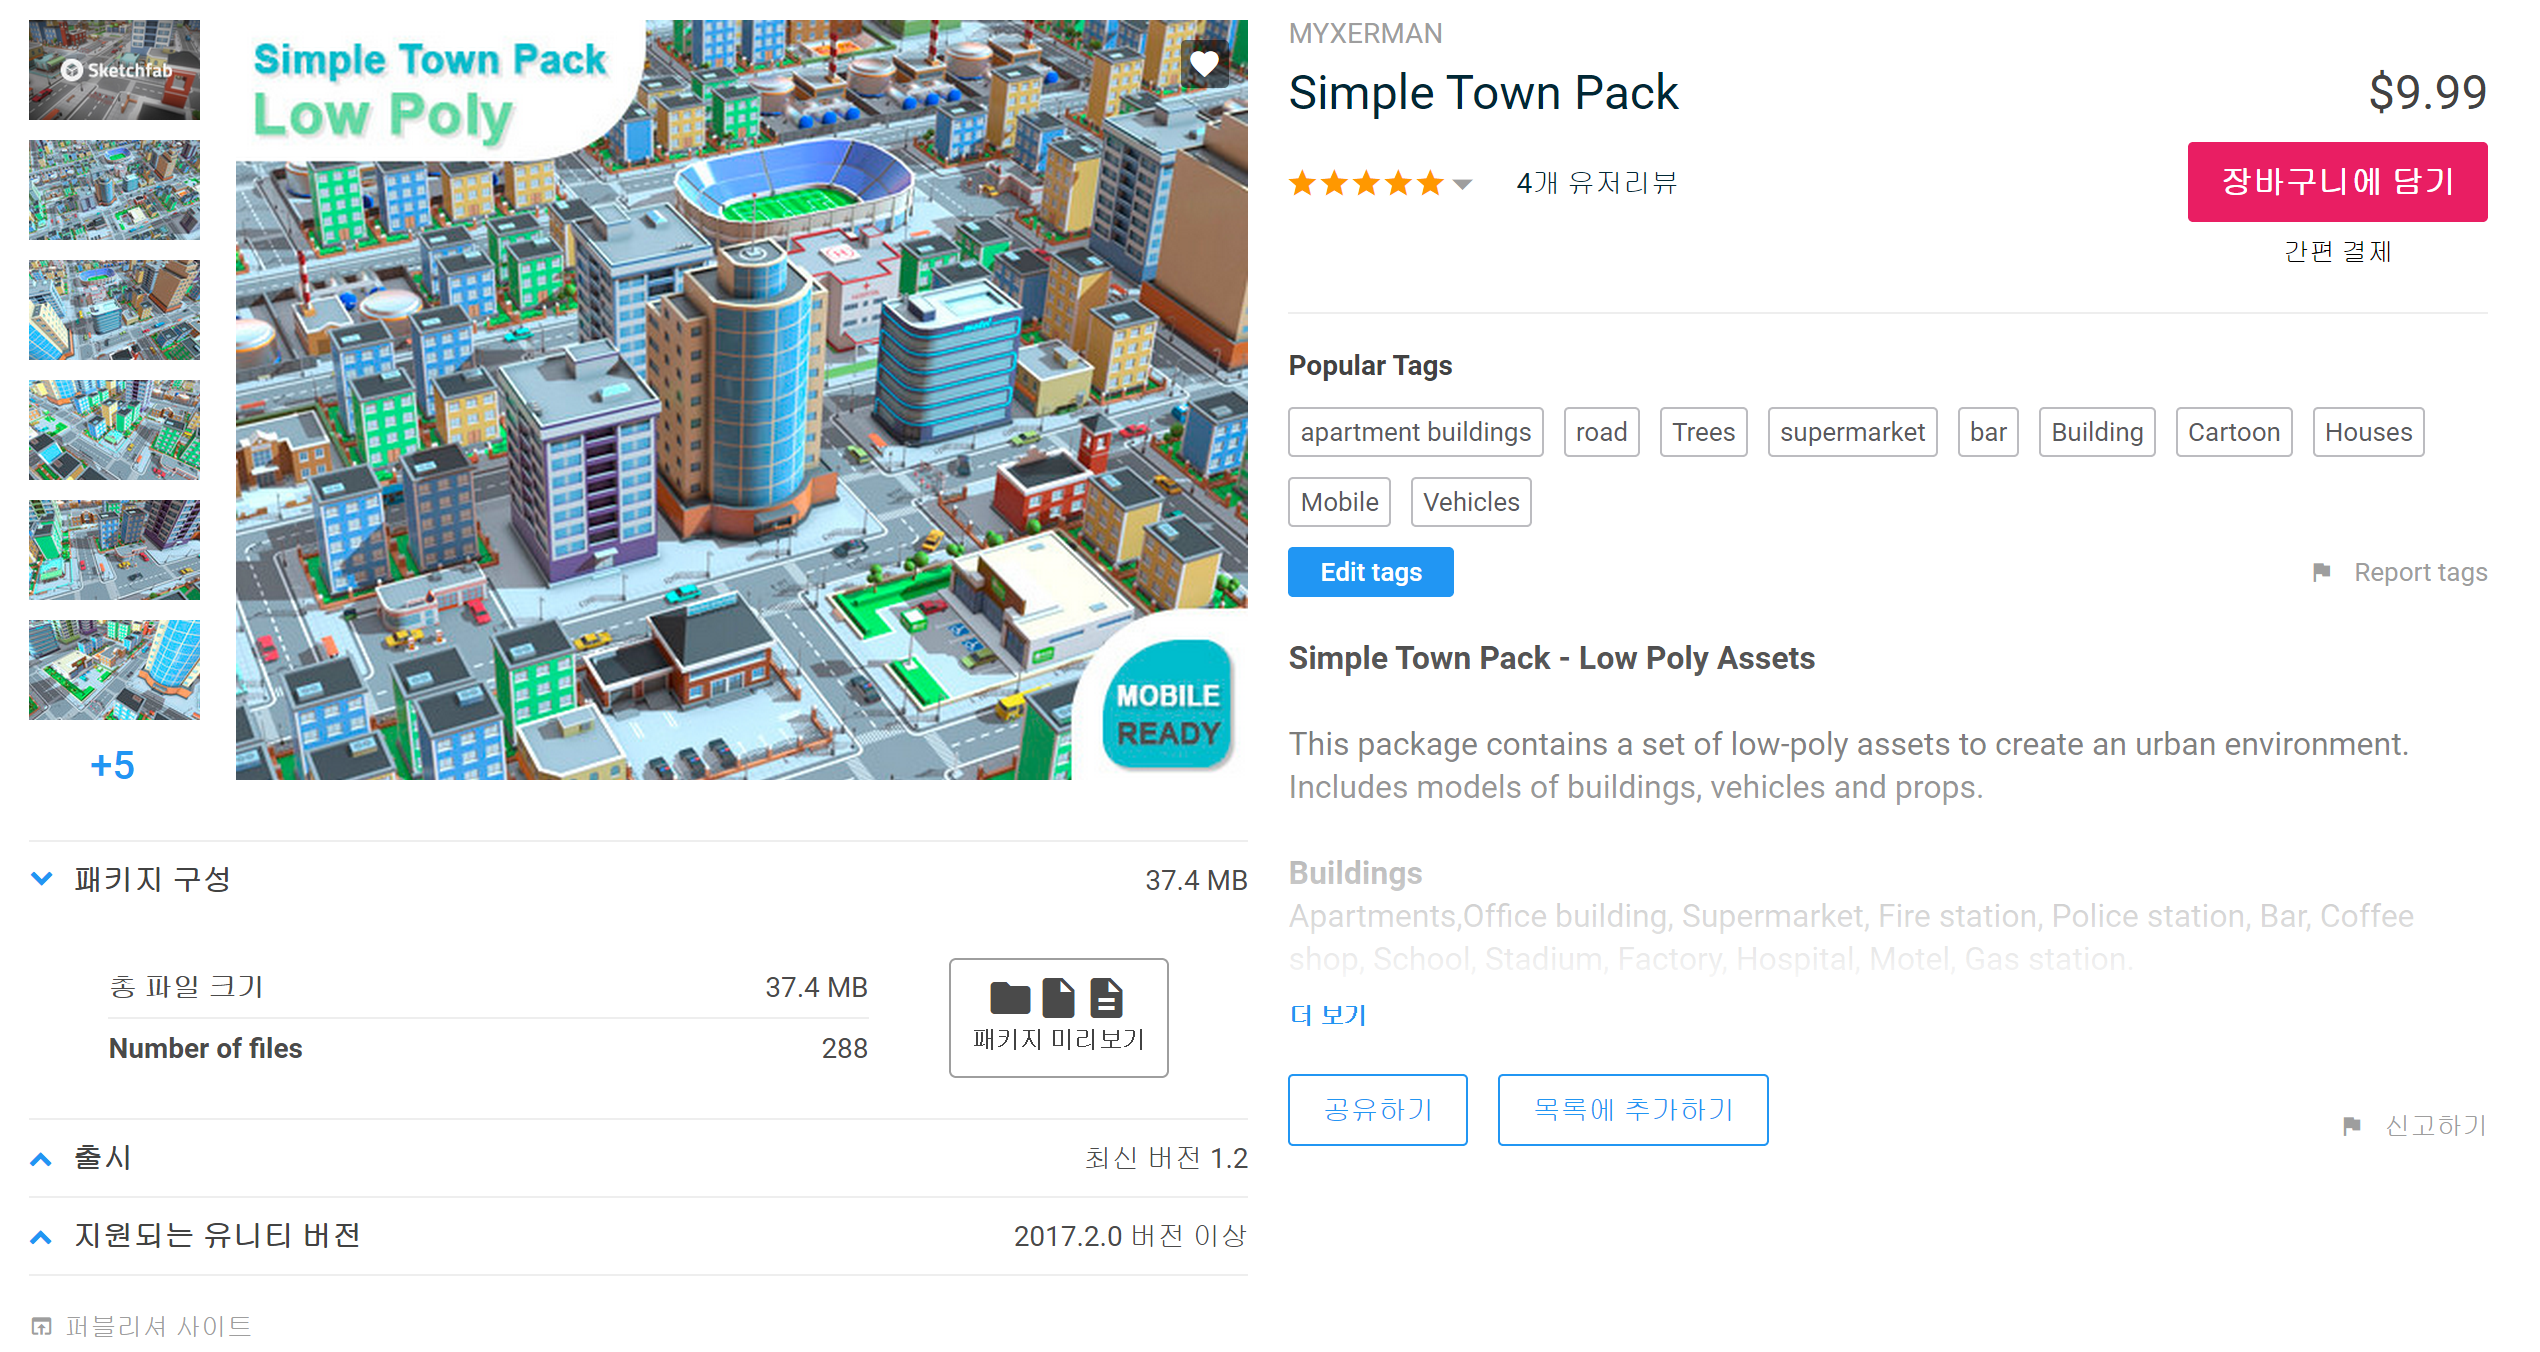 Sketchfab
Simple Town Pack
Low Poly
motel
MOBILE
READY
+5
패키지 구성
37.4 MB
총 파일 크기
37.4 MB
Number of files
288
패키지 미리보기
출시
최신 버전 1.2
지원되는 유니티 버전
2017.2.0 버전 이상
퍼블리셔 사이트
MYXERMAN
Simple Town Pack
$9.99
4개 유저리뷰
장바구니에 담기
간편 결제
Popular Tags
apartment buildings road Trees supermarket bar Building Cartoon Houses
Mobile Vehicles
Edit tags
Report tags
Simple Town Pack - Low Poly Assets
This package contains a set of low-poly assets to create an urban environment.
Includes models of buildings, vehicles and props.
Buildings
Apartments,Office building, Supermarket, Fire station, Police station, Bar, Coffee
shop, School, Stadium, Factory, Hospital, Motel, Gas station.
더 보기
공유하기
목록에 추가하기
신고하기